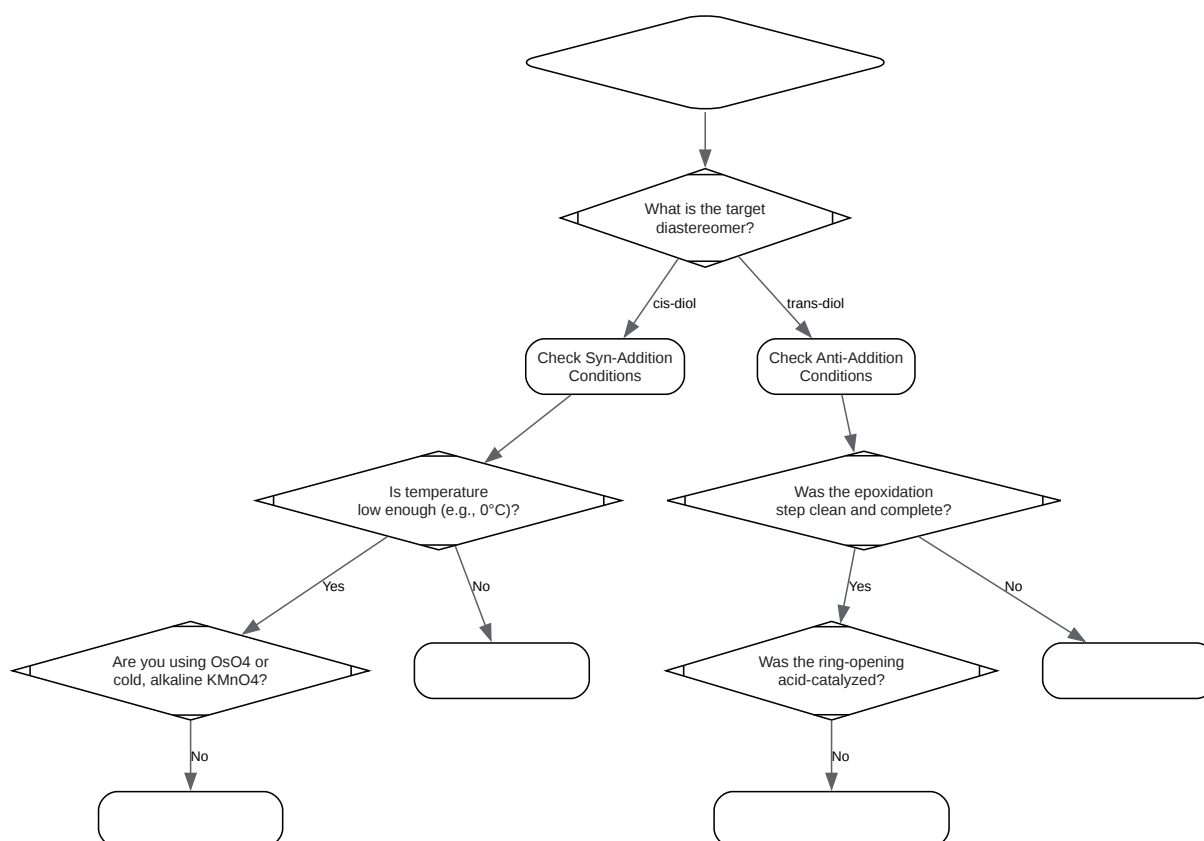 What is the target
diastereomer?
cis-diol
trans-diol
Check Syn-Addition
Conditions
Check Anti-Addition
Conditions
Is temperature
low enough (e.g., 0°C)?
Was the epoxidation
step clean and complete?
Yes
No
Yes
No
Are you using OsO4 or
cold, alkaline KMnO4?
Was the ring-opening
acid-catalyzed?
No
No